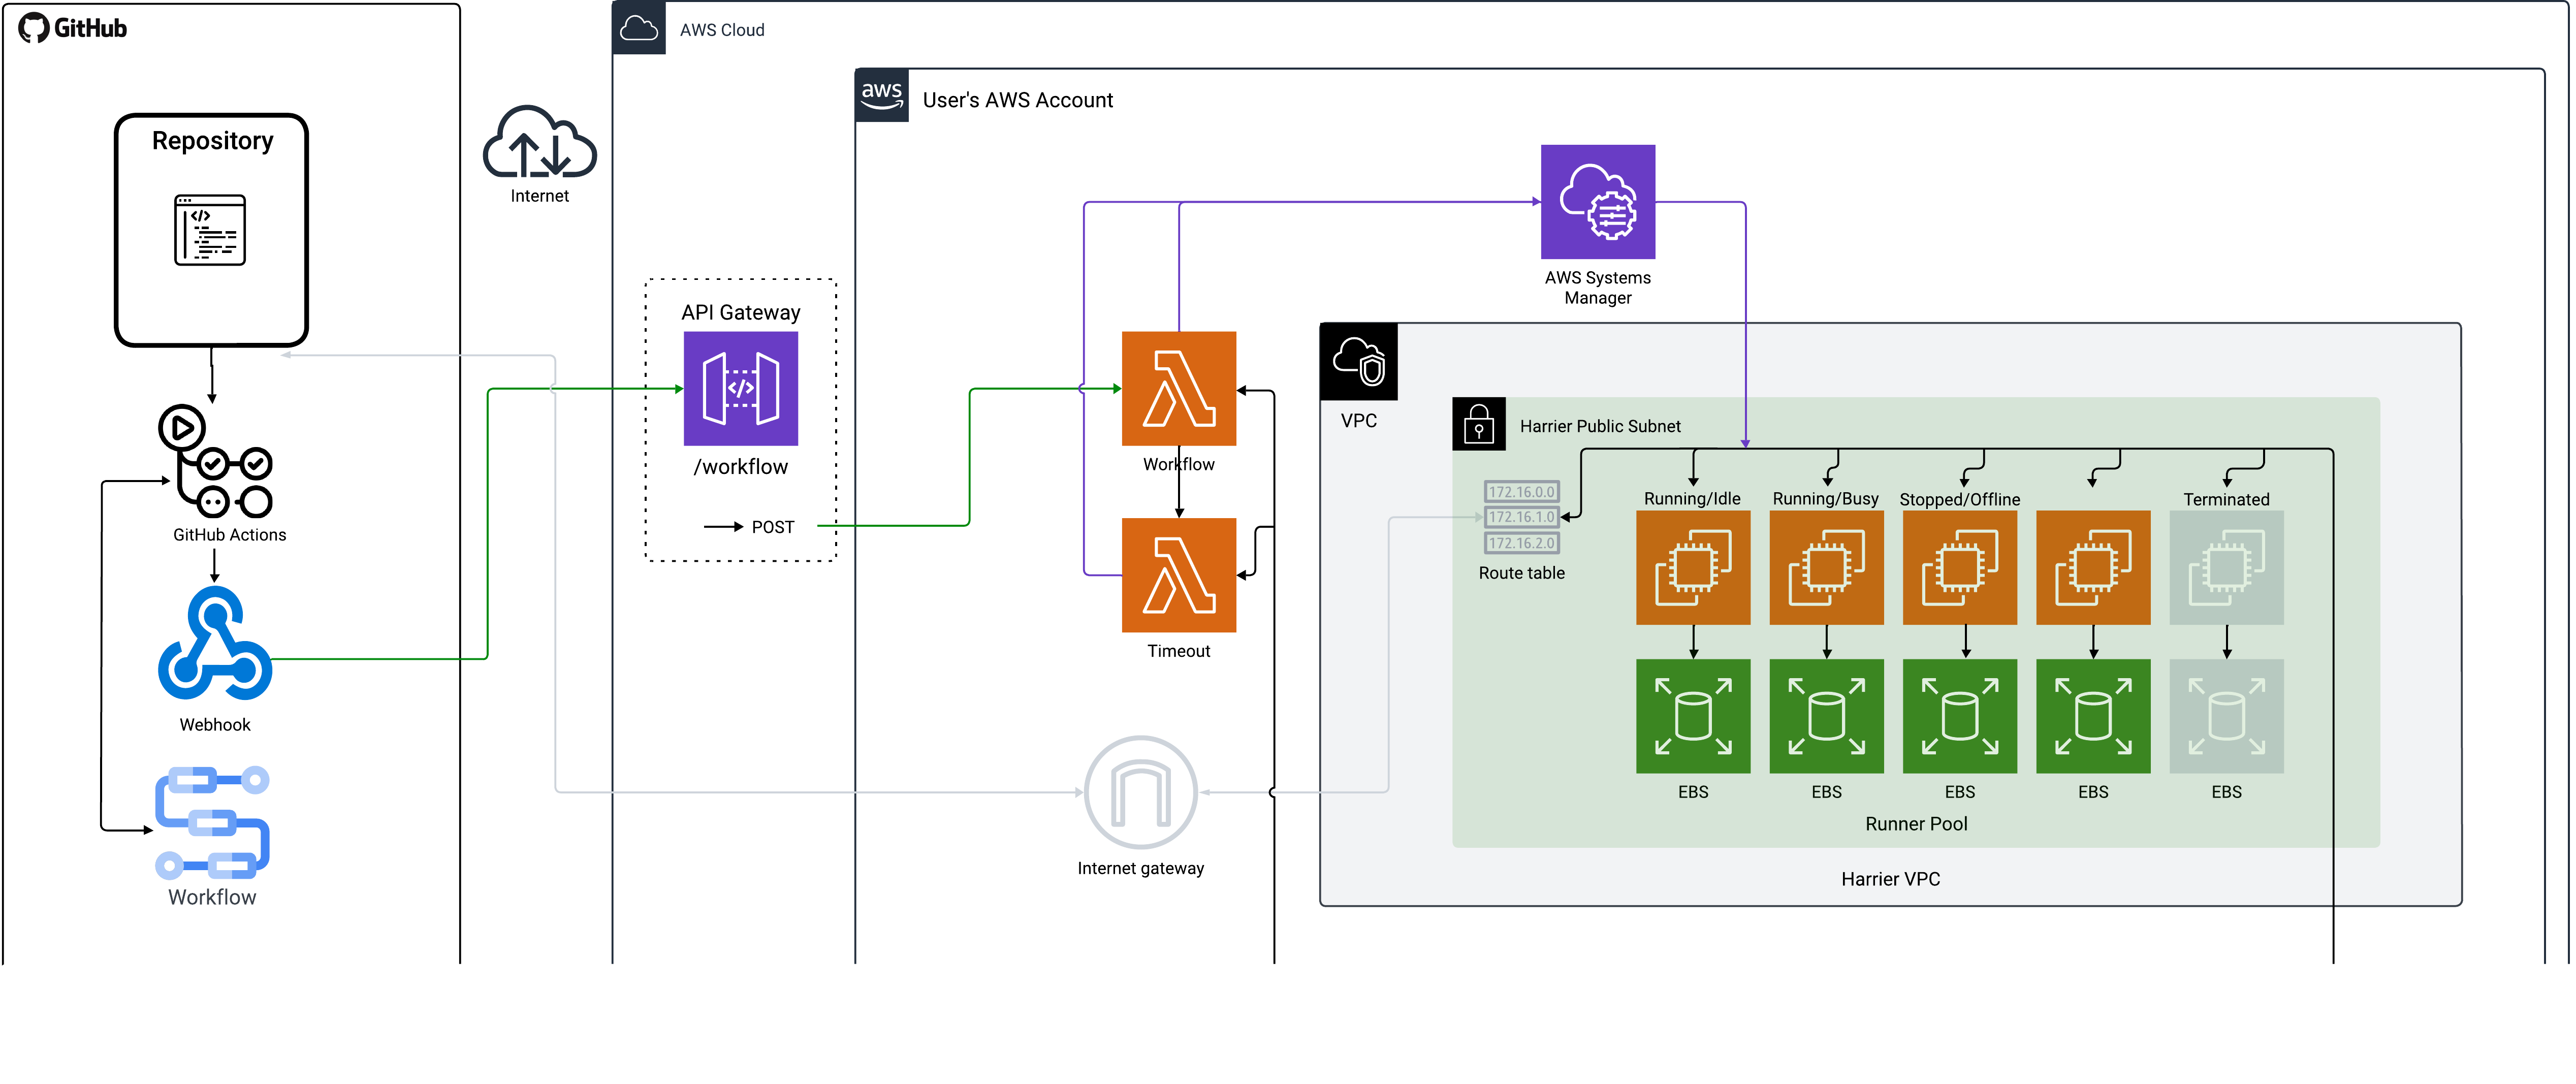 GitHub
AWS Cloud
aws
User's AWS Account
Repository
</>
Internet
AWS Systems
Manager
API Gateway
</>
/workflow
POST
Workflow
Timeout
VPC
Harrier Public Subnet
172.16.0.0
172.16.1.0
172.16.2.0
Route table
Running/Idle
Running/Busy
Stopped/Offline
Terminated
GitHub Actions
Webhook
Workflow
Internet gateway
EBS
EBS
EBS
EBS
EBS
Runner Pool
Harrier VPC